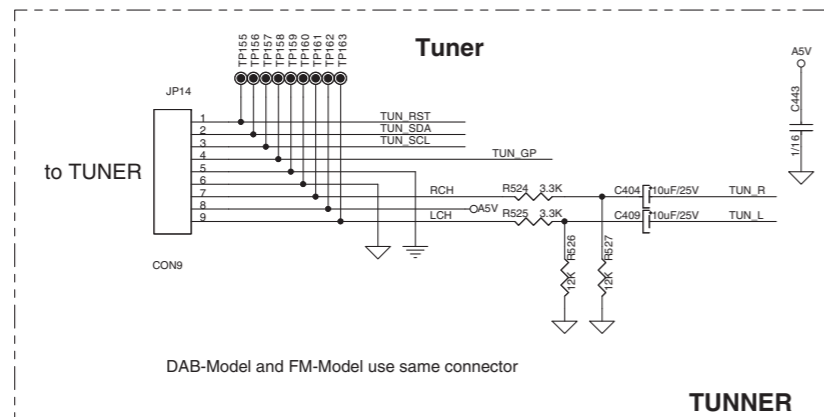 Tuner
TP155
TP156
TP157
TP158
TP159
TP160
TP161
TP162
TP163
A5V
C443
1/16
JP14
to TUNER
1
2
3
4
5
6
7
8
9
TUN_RST
TUN_SDA
TUN_SCL
TUN_GP
RCH
R524 3.3K
C404 10uF/25V
TUN_R
A5V
LCH
R525 3.3K
C409 10uF/25V
TUN_L
R526
12K
R527
12K
CON9
DAB-Model and FM-Model use same connector
TUNNER